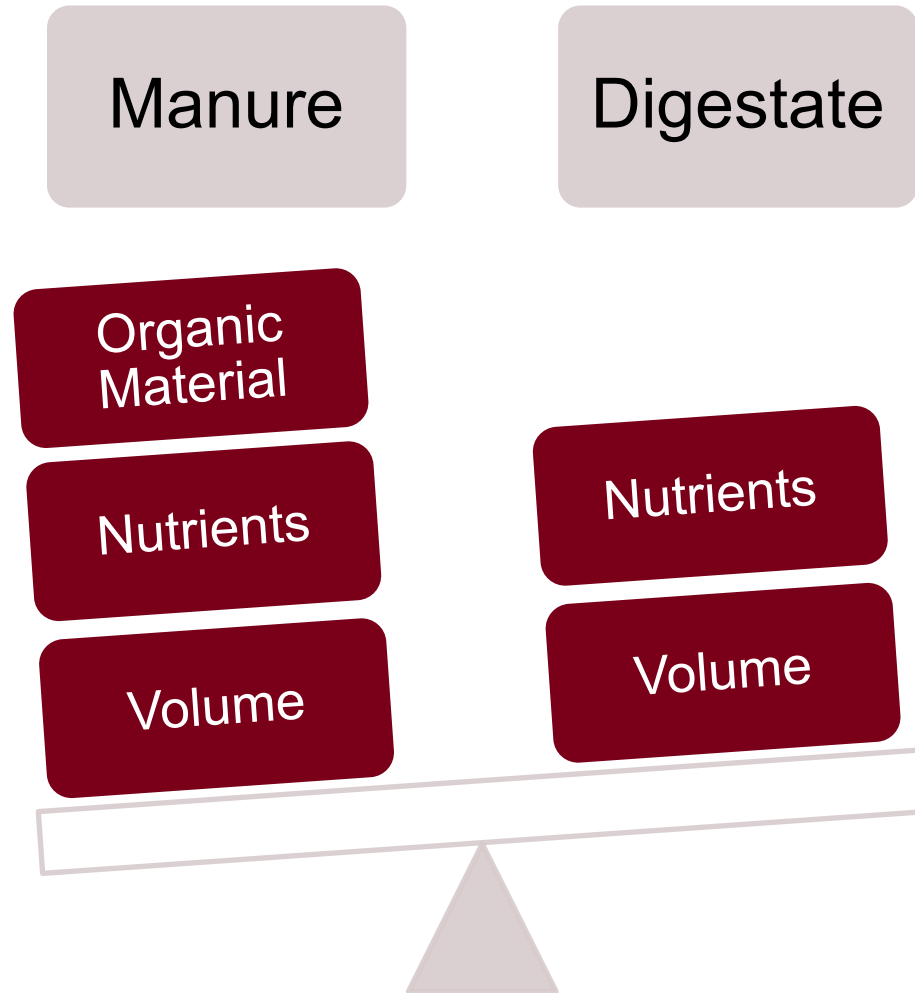 Manure
Digestate
Organic
Material
Nutrients
Volume
Nutrients
Volume